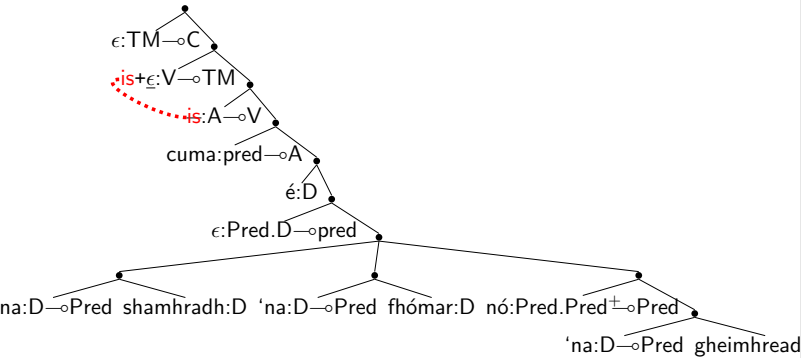 ϵ:TM⊸C
is+ϵ:V⊸TM
is:A⊸V
cuma:pred⊸A
é:D
ϵ:Pred.D⊸pred
na:D⊸Pred shamhradh:D ‘na:D⊸Pred fhómar:D nó:Pred.Pred⁺⊸Pred
‘na:D⊸Pred gheimhread